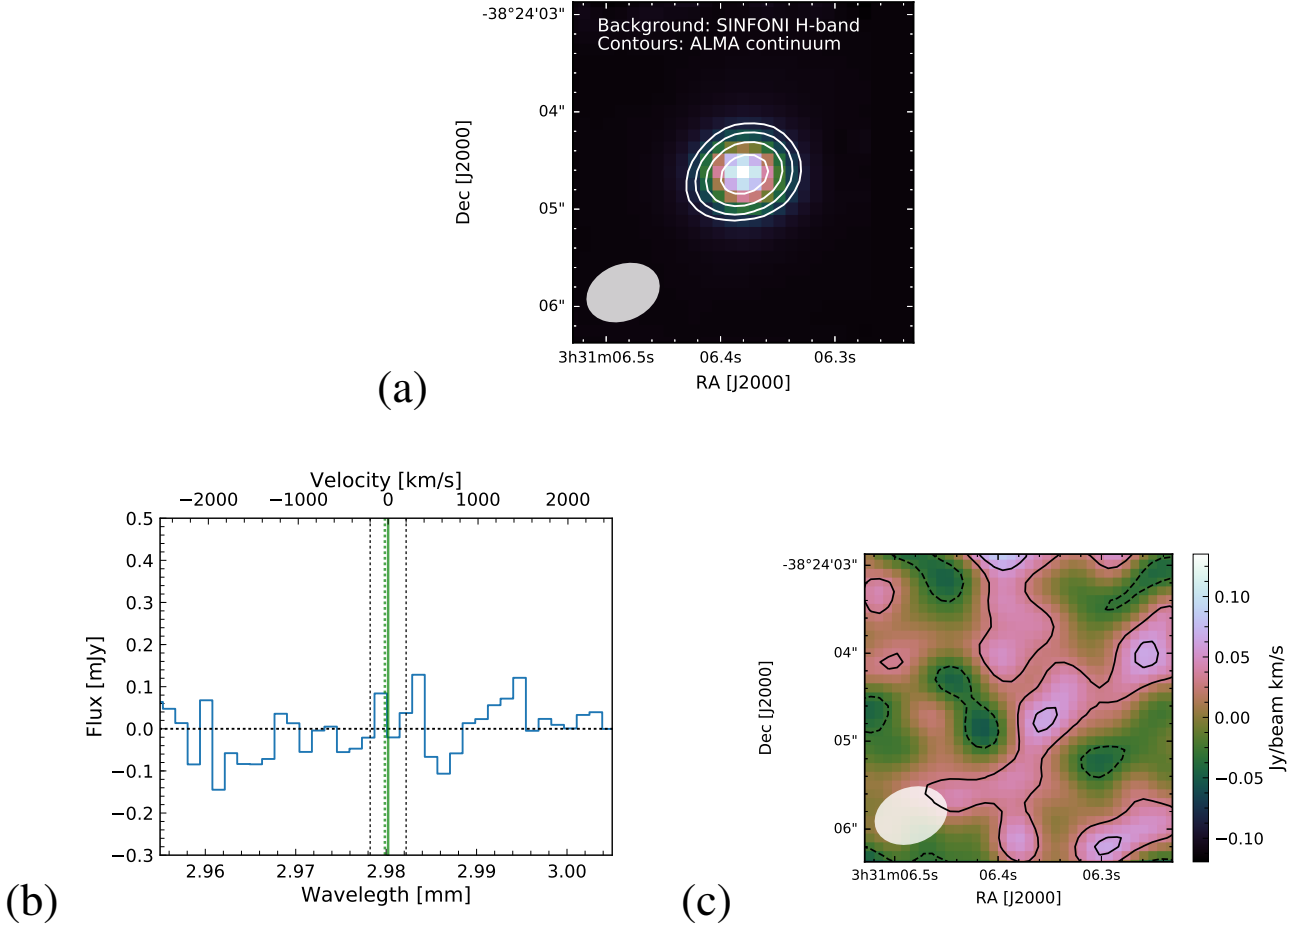 -38°24'03"
Background: SINFONI H-band
Contours: ALMA continuum
04"
05"
06"
Dec [J2000]
3h31m06.5s 06.4s 06.3s
RA [J2000]
(a)
Velocity [km/s]
−2000 −1000 0 1000 2000
0.5
0.4
0.3
0.2
0.1
0.0
−0.1
−0.2
−0.3
Flux [mJy]
2.96 2.97 2.98 2.99 3.00
Wavelegth [mm]
(b)
-38°24'03"
04"
05"
06"
Dec [J2000]
3h31m06.5s 06.4s 06.3s
RA [J2000]
0.10
0.05
0.00
−0.05
−0.10
Jy/beam km/s
(c)